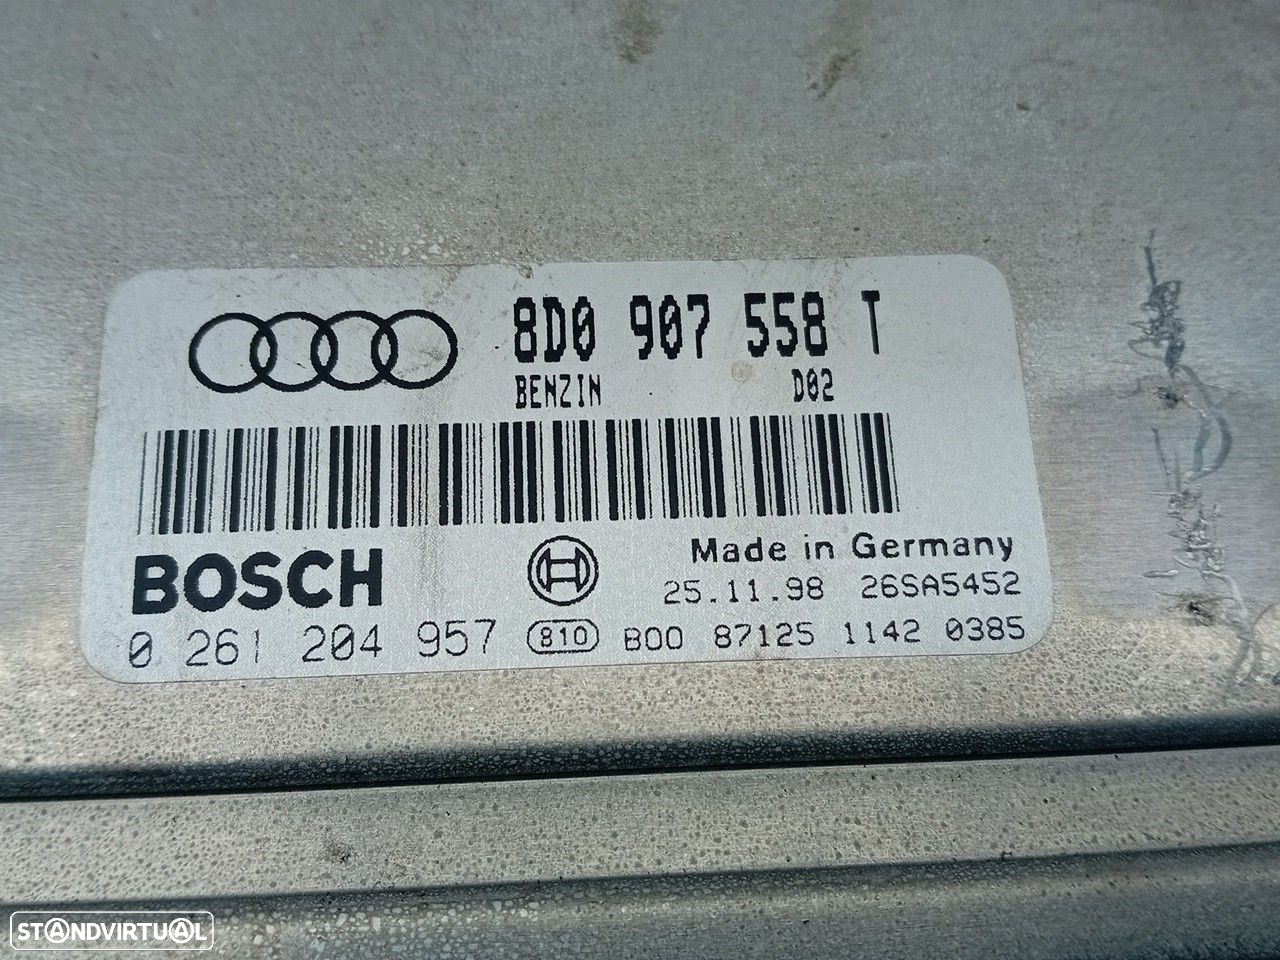 8D0 907 558 T
BENZIN D02
BOSCH
Made in Germany
25.11.98 26SA5452
0 261 204 957 810 B00 87125 1142 0385
STANDVIRTUAL